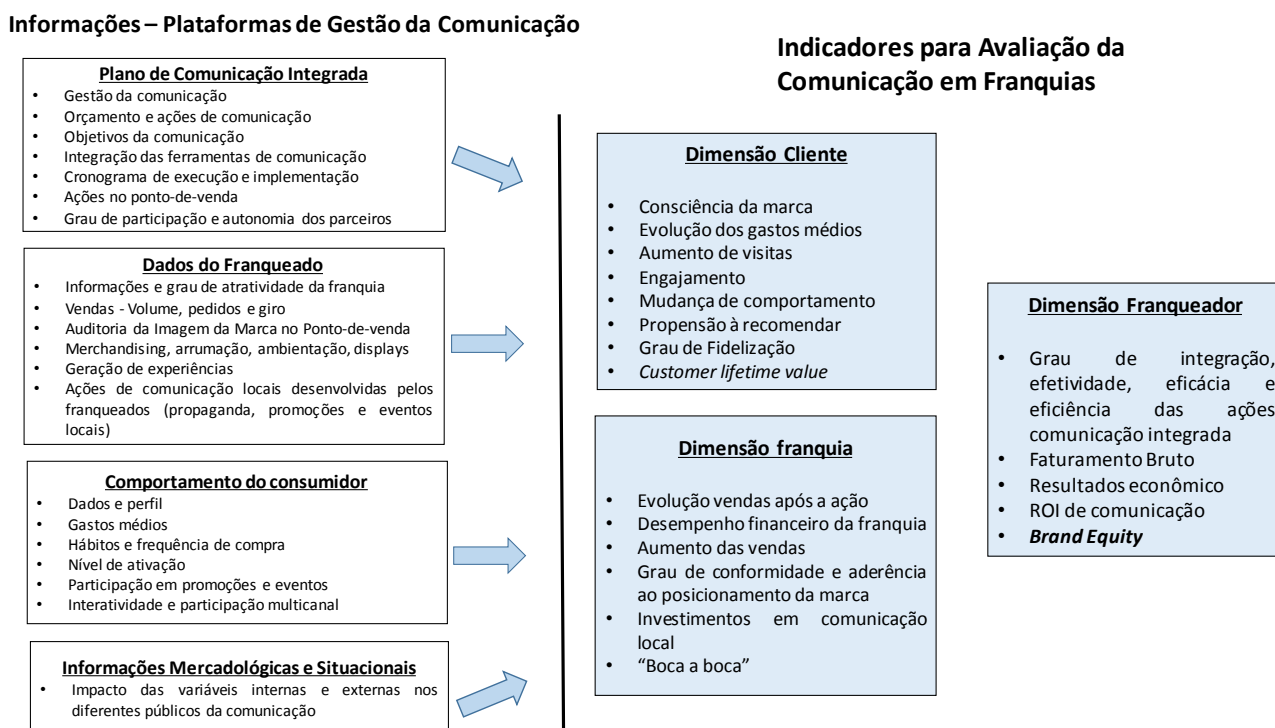 Informações – Plataformas de Gestão da Comunicação
Plano de Comunicação Integrada
• Gestão da comunicação
• Orçamento e ações de comunicação
• Objetivos da comunicação
• Integração das ferramentas de comunicação
• Cronograma de execução e implementação
• Ações no ponto-de-venda
• Grau de participação e autonomia dos parceiros
Dados do Franqueado
• Informações e grau de atratividade da franquia
• Vendas - Volume, pedidos e giro
• Auditoria da Imagem da Marca no Ponto-de-venda
• Merchandising, arrumação, ambientação, displays
• Geração de experiências
• Ações de comunicação locais desenvolvidas pelos
franqueados (propaganda, promoções e eventos
locais)
Comportamento do consumidor
• Dados e perfil
• Gastos médios
• Hábitos e frequência de compra
• Nível de ativação
• Participação em promoções e eventos
• Interatividade e participação multicanal
Informações Mercadológicas e Situacionais
• Impacto das variáveis internas e externas nos
diferentes públicos da comunicação
Indicadores para Avaliação da
Comunicação em Franquias
Dimensão Cliente
• Consciência da marca
• Evolução dos gastos médios
• Aumento de visitas
• Engajamento
• Mudança de comportamento
• Propensão à recomendar
• Grau de Fidelização
• Customer lifetime value
Dimensão franquia
• Evolução vendas após a ação
• Desempenho financeiro da franquia
• Aumento das vendas
• Grau de conformidade e aderência
ao posicionamento da marca
• Investimentos em comunicação
local
• “Boca a boca”
Dimensão Franqueador
• Grau de integração,
efetividade, eficácia e
eficiência das ações
comunicação integrada
• Faturamento Bruto
• Resultados econômico
• ROI de comunicação
• Brand Equity